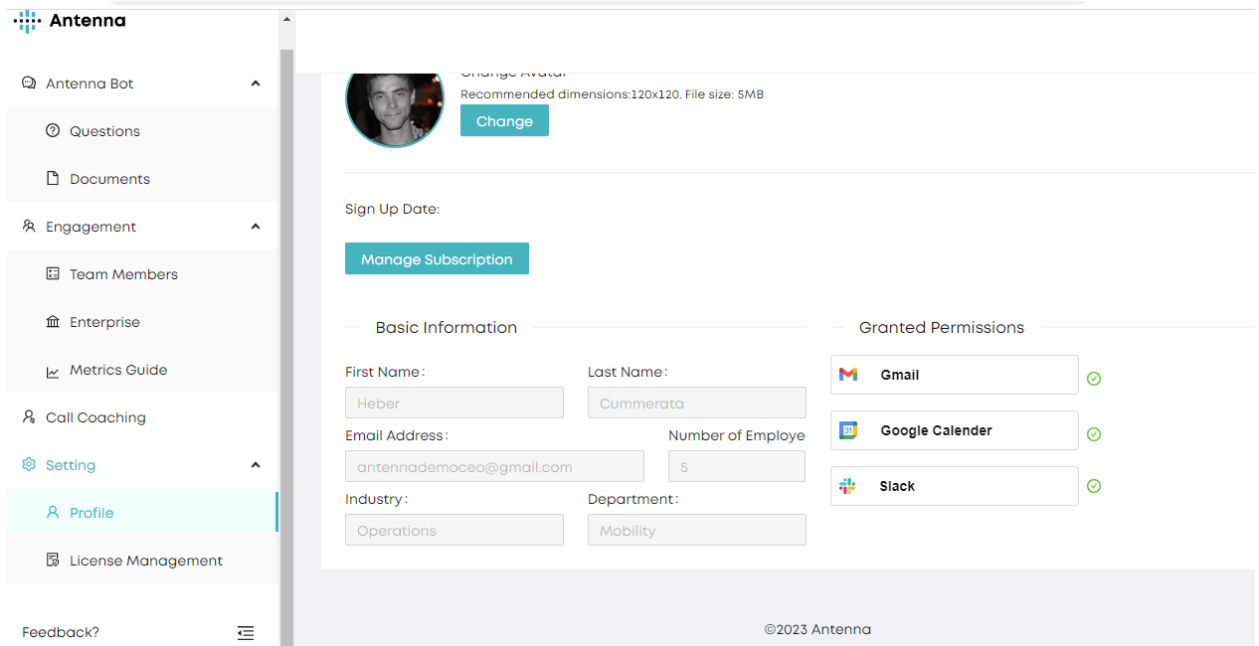 Antenna
Antenna Bot
Questions
Documents
Engagement
Team Members
Enterprise
Metrics Guide
Call Coaching
Setting
Profile
License Management
Feedback?
Change Avatar
Recommended dimensions:120x120. File size: 5MB
Change
Sign Up Date:
Manage Subscription
Basic Information
First Name:
Last Name:
Heber
Cummerata
Email Address:
Number of Employe
antennademoceo@gmail.com
5
Industry:
Department:
Operations
Mobility
Granted Permissions
Gmail
31
Google Calender
Slack
©2023 Antenna